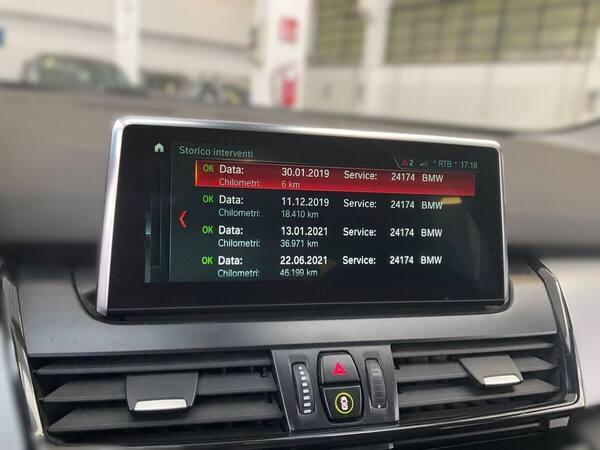 Storico interventi
2 * RTB * 17:18
OK Data: 30.01.2019 Service: 24174 BMW
Chilometri: 6 km
OK Data: 11.12.2019 Service: 24174 BMW
Chilometri: 18.410 km
OK Data: 13.01.2021 Service: 24174 BMW
Chilometri: 36.971 km
OK Data: 22.06.2021 Service: 24174 BMW
Chilometri: 46.199 km